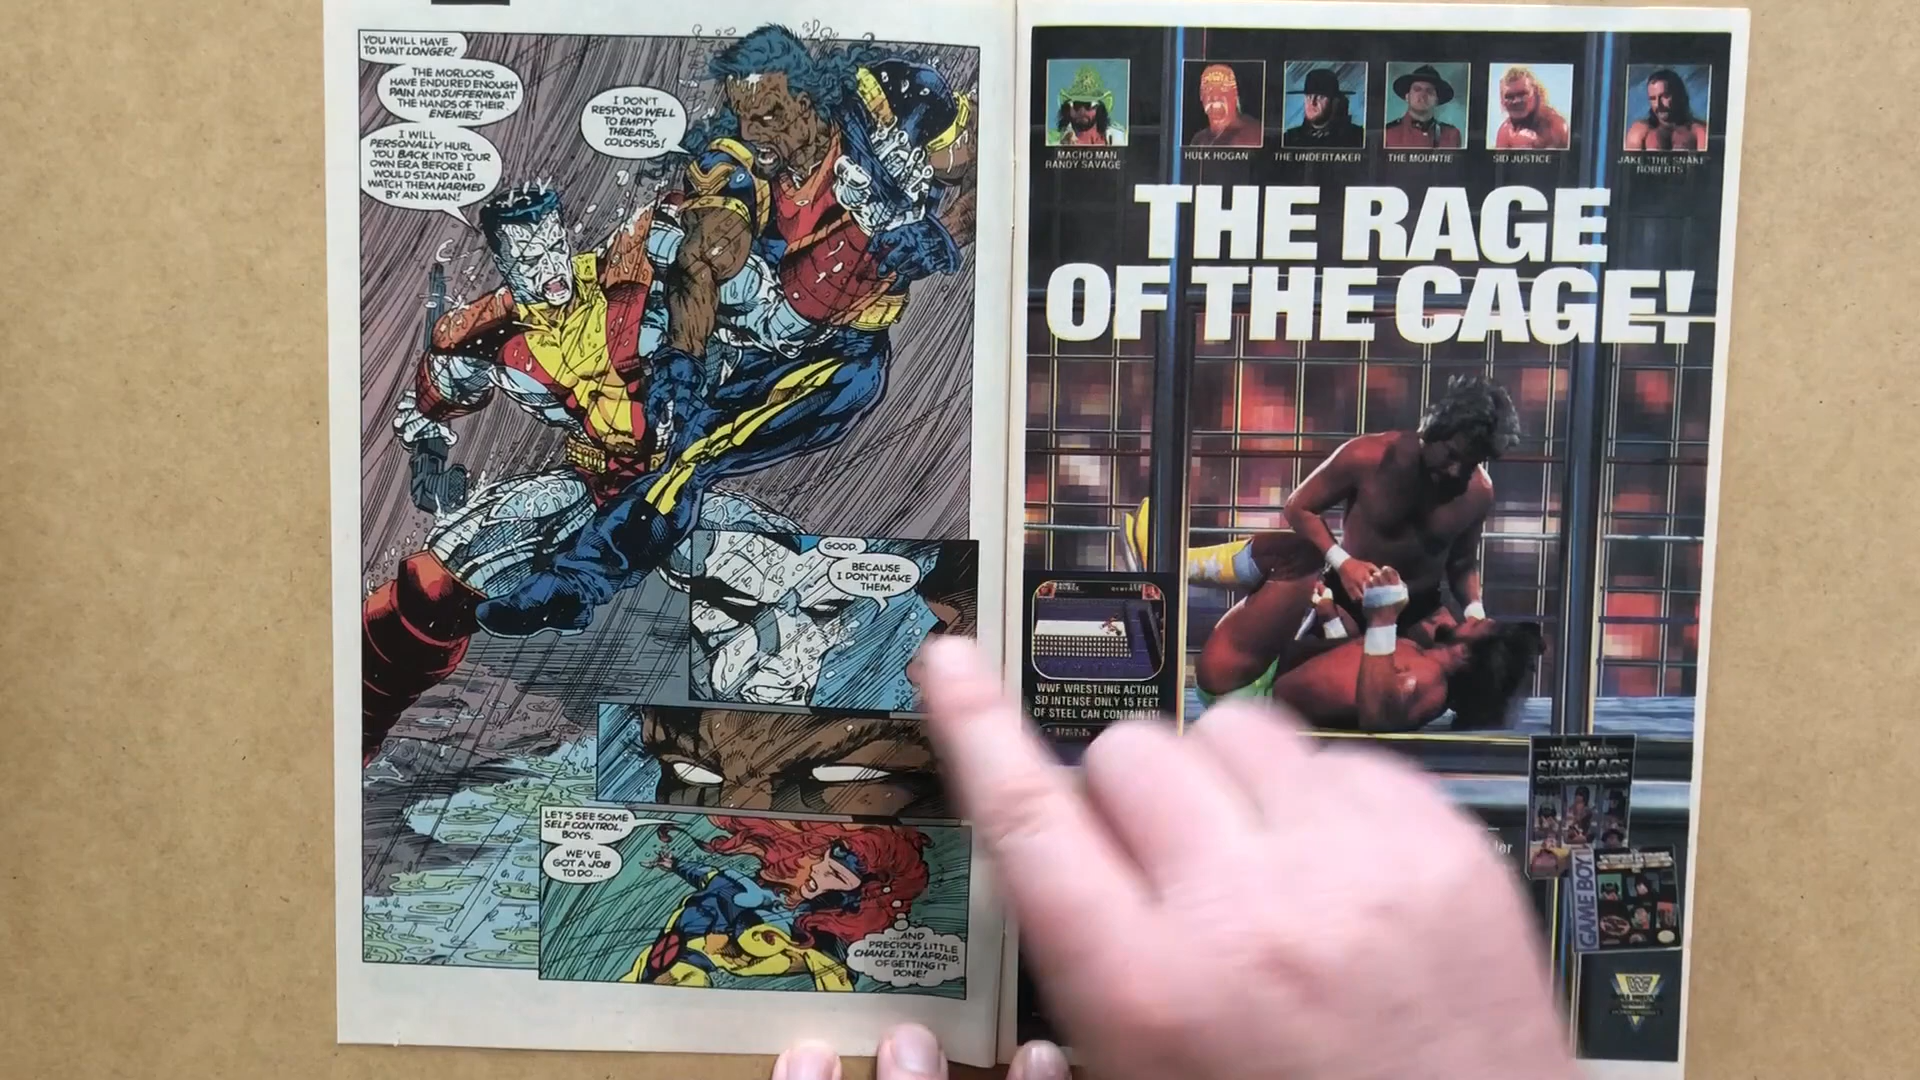 YOU WILL HAVE
TO WAIT LONGER!
THE MORLOCKS
HAVE ENDURED ENOUGH
PAIN AND SUFFERING AT
THE HANDS OF THEIR
ENEMIES!
I WILL
PERSONALLY HURL
YOU BACK INTO YOUR
OWN ERA BEFORE I
WOULD STAND AND
WATCH THEM HARMED
BY AN X-MAN!
I DON'T
RESPOND WELL
TO EMPTY
THREATS,
COLOSSUS!
GOOD.
BECAUSE
I DON'T MAKE
THEM.
LET'S SEE SOME
SELF CONTROL,
BOYS.
WE'VE
GOT A JOB
TO DO...
...AND
PRECIOUS LITTLE
CHANCE, I'M AFRAID,
OF GETTING IT
DONE!
MACHO MAN
RANDY SAVAGE
HULK HOGAN
THE UNDERTAKER
THE MOUNTIE
SID JUSTICE
JAKE "THE SNAKE"
ROBERTS
THE RAGE
OF THE CAGE!
WWF WRESTLING ACTION
SO INTENSE ONLY 15 FEET
OF STEEL CAN CONTAIN IT!
WRESTLEMANIA
STEEL CAGE
GAME BOY